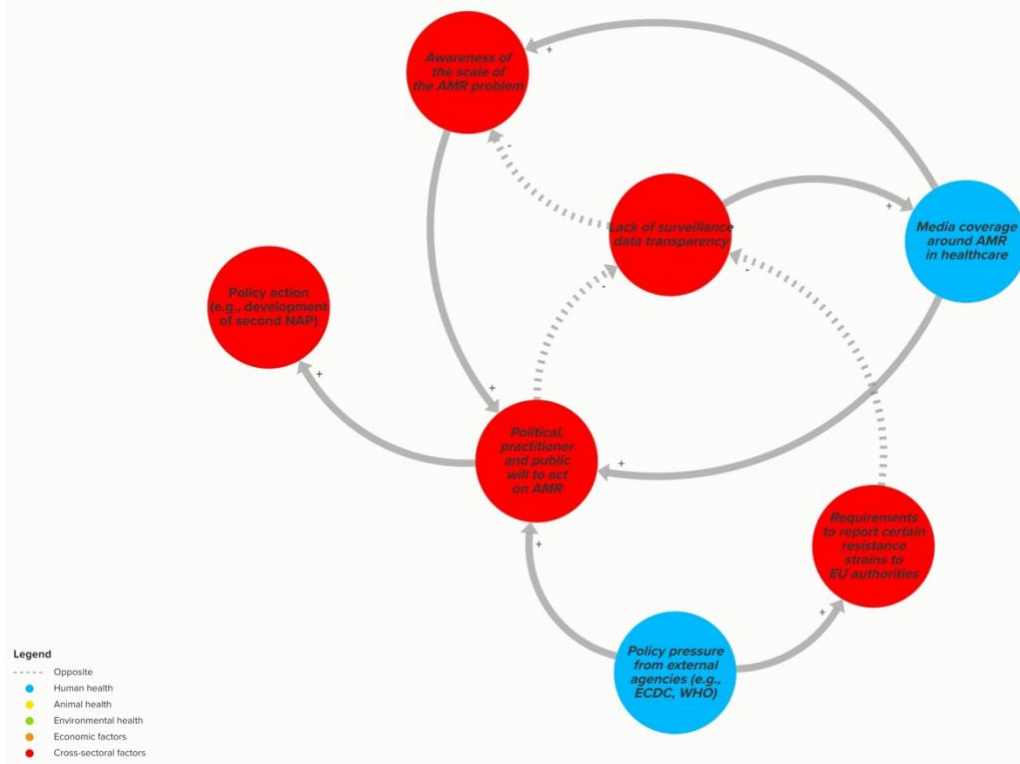 Awareness of
the scale of
the AMR problem
+
-
Lack of surveillance
data transparency
+
Media coverage
around AMR
in healthcare
-
-
Policy action
(e.g., development
of second NAP)
+
+
Political,
practitioner
and public
will to act
on AMR
+
Requirements
to report certain
resistance
strains to
EU authorities
+
+
Policy pressure
from external
agencies (e.g.,
ECDC, WHO)
Legend
Opposite
Human health
Animal health
Environmental health
Economic factors
Cross-sectoral factors